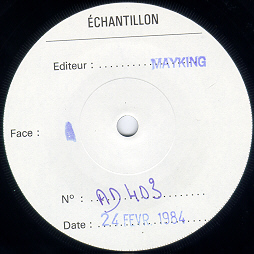 ÉCHANTILLON
Editeur : ............MAYKING
Face : A
N° : AD 403
Date : 24 FEVR. 1984